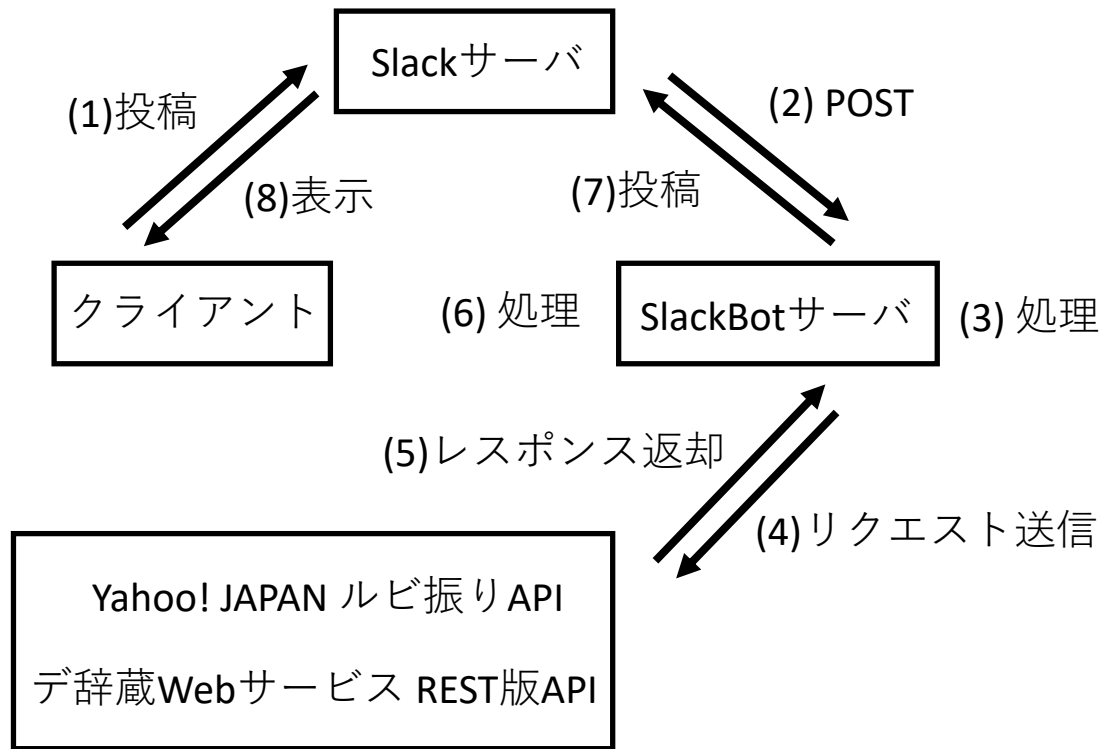 Slackサーバ
(1)投稿
(2) POST
(8)表示
(7)投稿
クライアント
(6) 処理
SlackBotサーバ
(3) 処理
(5)レスポンス返却
(4)リクエスト送信
Yahoo! JAPAN ルビ振りAPI
デ辞蔵Webサービス REST版API